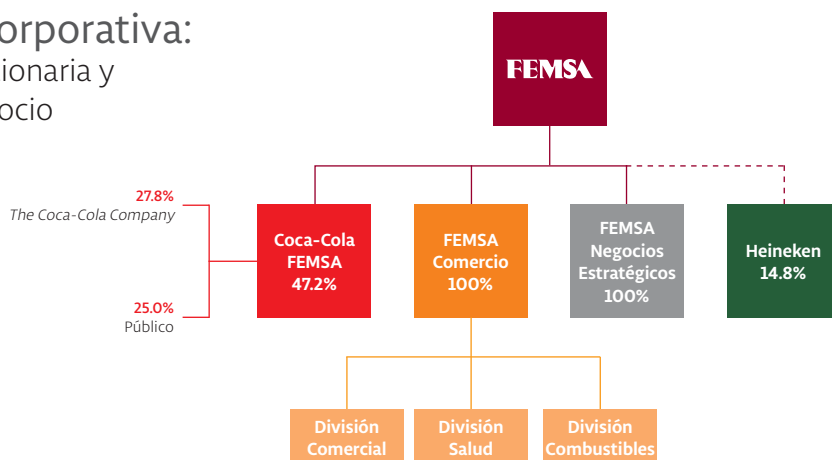 orporativa:
cionaria y
ocio
FEMSA
27.8%
The Coca-Cola Company
25.0%
Público
Coca-Cola
FEMSA
47.2%
FEMSA
Comercio
100%
FEMSA
Negocios
Estratégicos
100%
Heineken
14.8%
División
Comercial
División
Salud
División
Combustibles